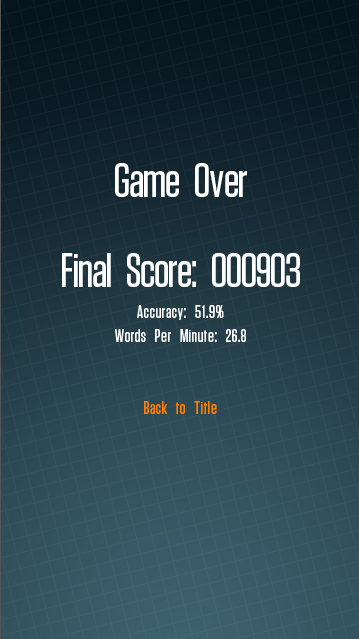 Game Over
Final Score: 000903
Accuracy: 51.9%
Words Per Minute: 26.8
Back to Title